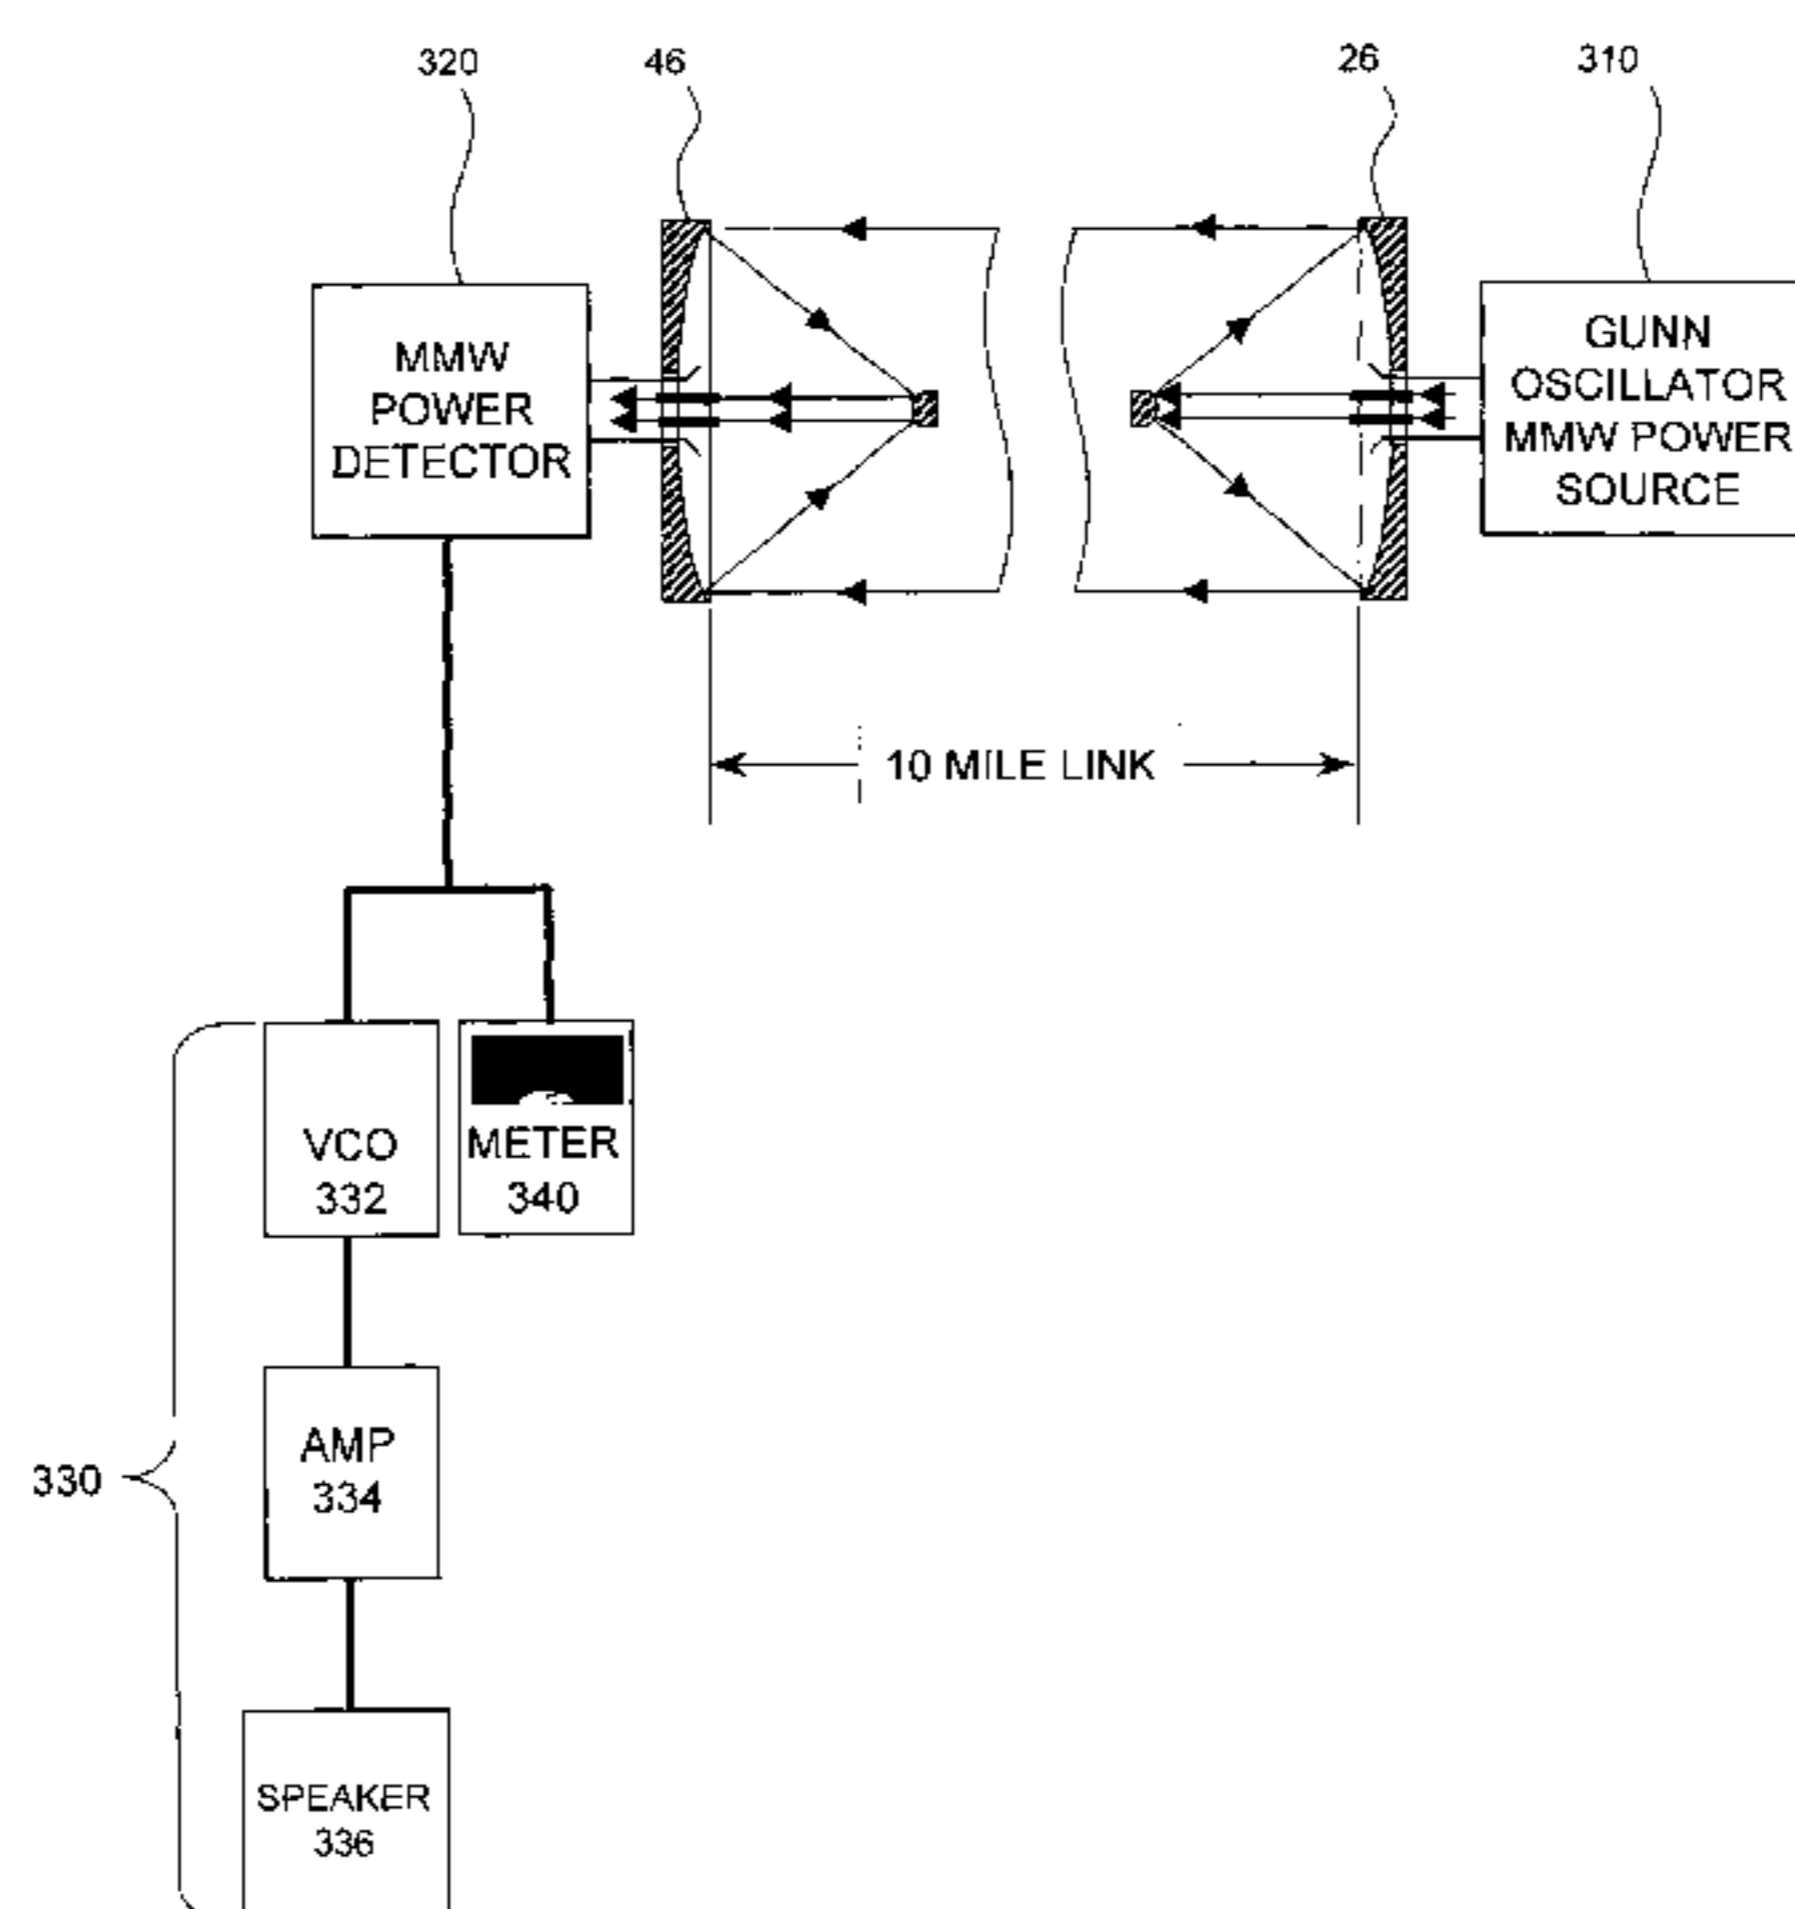 320
46
26
310
MMW
POWER
DETECTOR
GUNN
OSCILLATOR
MMW POWER
SOURCE
10 MILE LINK
VCO
332
METER
340
AMP
334
330
SPEAKER
336